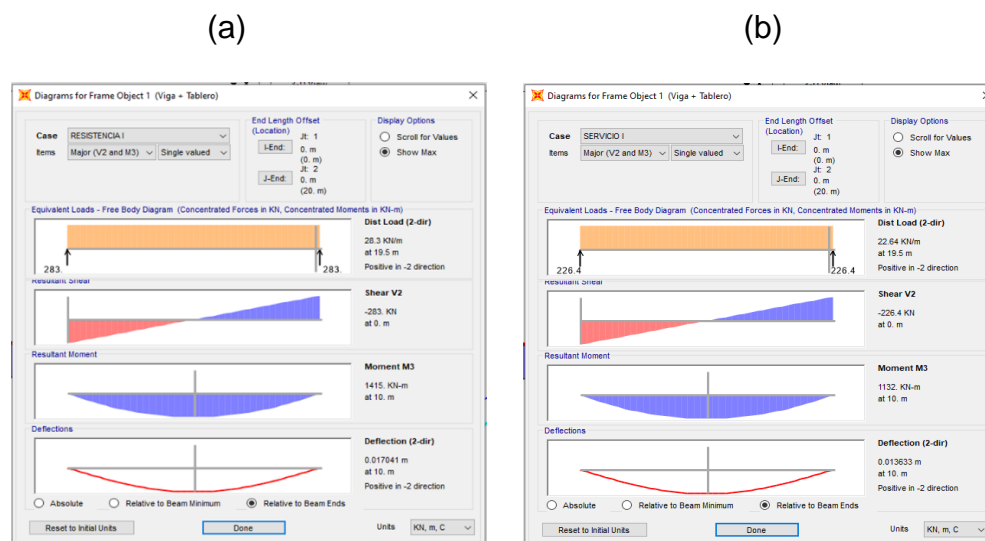 (a)
Diagrams for Frame Object 1 (Viga + Tablero)
Case
RESISTENCIA I
Items
Major (V2 and M3)
Single valued
End Length Offset
(Location)
Jt: 1
I-End:
0. m
(0. m)
Jt: 2
J-End:
0. m
(20. m)
Display Options
Scroll for Values
Show Max
Equivalent Loads - Free Body Diagram (Concentrated Forces in KN, Concentrated Moments in KN-m)
283.
283.
Dist Load (2-dir)
28.3 KN/m
at 19.5 m
Positive in -2 direction
Resultant Shear
Shear V2
-283. KN
at 0. m
Resultant Moment
Moment M3
1415. KN-m
at 10. m
Deflections
Deflection (2-dir)
0.017041 m
at 10. m
Positive in -2 direction
Absolute
Relative to Beam Minimum
Relative to Beam Ends
Reset to Initial Units
Done
Units
KN, m, C
(b)
Diagrams for Frame Object 1 (Viga + Tablero)
Case
SERVICIO I
Items
Major (V2 and M3)
Single valued
End Length Offset
(Location)
Jt: 1
I-End:
0. m
(0. m)
Jt: 2
J-End:
0. m
(20. m)
Display Options
Scroll for Values
Show Max
Equivalent Loads - Free Body Diagram (Concentrated Forces in KN, Concentrated Moments in KN-m)
226.4
226.4
Dist Load (2-dir)
22.64 KN/m
at 19.5 m
Positive in -2 direction
Resultant Shear
Shear V2
-226.4 KN
at 0. m
Resultant Moment
Moment M3
1132. KN-m
at 10. m
Deflections
Deflection (2-dir)
0.013633 m
at 10. m
Positive in -2 direction
Absolute
Relative to Beam Minimum
Relative to Beam Ends
Reset to Initial Units
Done
Units
KN, m, C